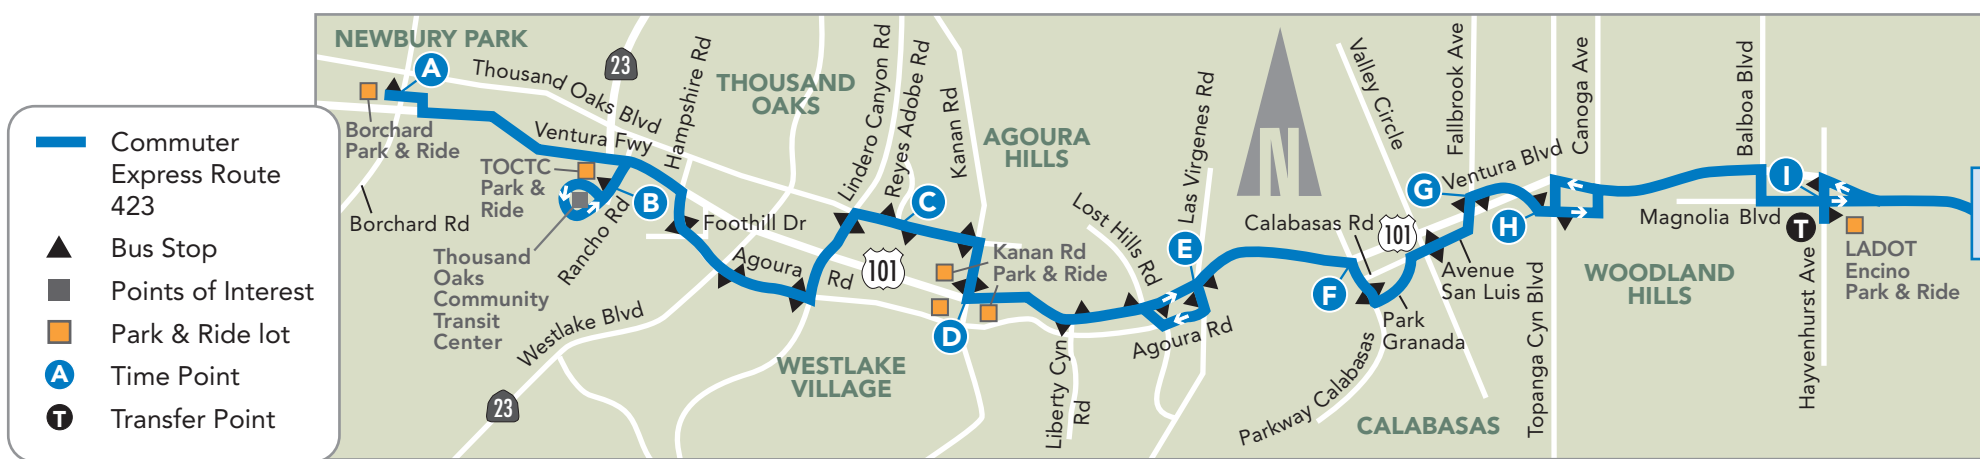 NEWBURY PARK
A
23
Thousand Oaks Blvd
Hampshire Rd
THOUSAND
OAKS
Lindero Canyon Rd
Reyes Adobe Rd
Kanan Rd
AGOURA
HILLS
Las Virgenes Rd
N
Valley Circle
Fallbrook Ave
Canoga Ave
Balboa Blvd
Borchard
Park & Ride
Ventura Fwy
TOCTC
Park &
Ride
B
Borchard Rd
Rancho Rd
Foothill Dr
Thousand
Oaks
Community
Transit
Center
Agoura Rd
101
C
Kanan Rd
Park & Ride
Lost Hills Rd
E
Calabasas Rd
101
F
G
Ventura Blvd
H
Avenue
San Luis
Park
Granada
I
Magnolia Blvd
T
LADOT
Encino
Park & Ride
WOODLAND
HILLS
Westlake Blvd
23
WESTLAKE
VILLAGE
D
Agoura Rd
Liberty Cyn
Rd
Parkway Calabasas
CALABASAS
Topanga Cyn Blvd
Hayvenhurst Ave
Commuter
Express Route
423
Bus Stop
Points of Interest
Park & Ride lot
A Time Point
T Transfer Point